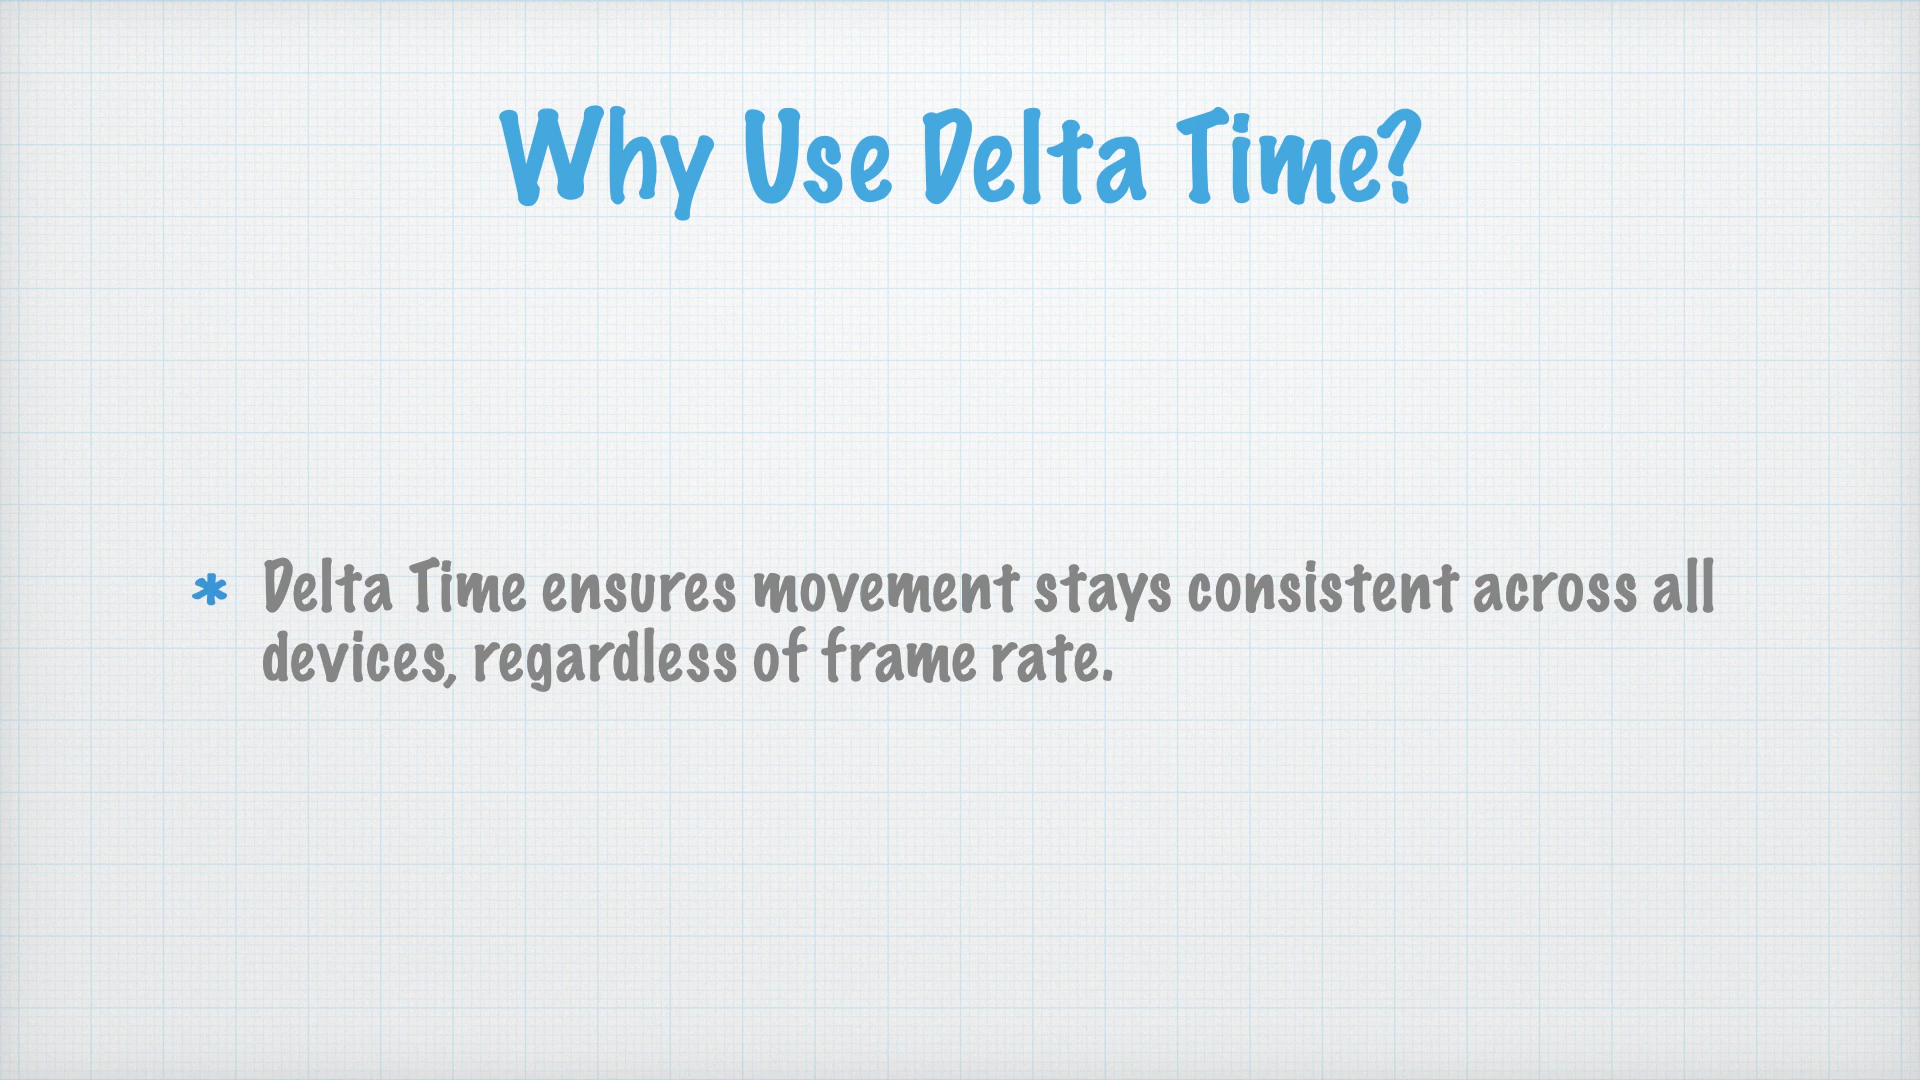 Why Use Delta Time?
* Delta Time ensures movement stays consistent across all
devices, regardless of frame rate.